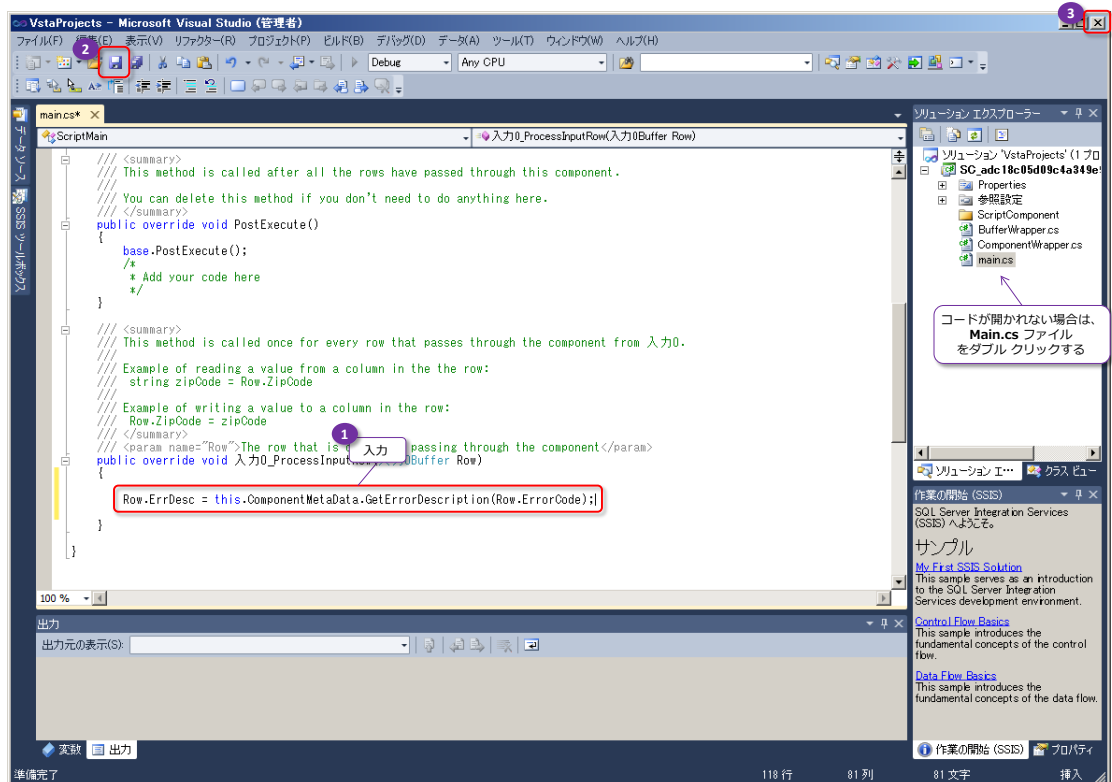 VstaProjects - Microsoft Visual Studio (管理者)
3
ファイル(F) 編集(E) 表示(V) リファクター(R) プロジェクト(P) ビルド(B) デバッグ(D) データ(A) ツール(T) ウィンドウ(W) ヘルプ(H)
2
Debug
Any CPU
main.cs*
ScriptMain
入力0_ProcessInputRow(入力0Buffer Row)
データ ソース
SSIS ツールボックス
/// <summary>
/// This method is called after all the rows have passed through this component.
///
/// You can delete this method if you don't need to do anything here.
/// </summary>
public override void PostExecute()
{
base.PostExecute();
/*
* Add your code here
*/
}
/// <summary>
/// This method is called once for every row that passes through the component from 入力0.
///
/// Example of reading a value from a column in the the row:
/// string zipCode = Row.ZipCode
///
/// Example of writing a value to a column in the row:
/// Row.ZipCode = zipCode
/// </summary>
/// <param name="Row">The row that is passing through the component</param>
public override void 入力0_ProcessInputRow Buffer Row)
{
Row.ErrDesc = this.ComponentMetaData.GetErrorDescription(Row.ErrorCode);
}
}
1
入力
100 %
出力
出力元の表示(S):
変数
出力
ソリューション エクスプローラー
ソリューション 'VstaProjects' (1 プロ
SC_adc18c05d09c4a349e
Properties
参照設定
ScriptComponent
BufferWrapper.cs
ComponentWrapper.cs
main.cs
コードが開かれない場合は、
Main.cs ファイル
をダブル クリックする
ソリューション エ…
クラス ビュー
作業の開始 (SSIS)
SQL Server Integration Services
(SSIS) へようこそ。
サンプル
My First SSIS Solution
This sample serves as an introduction
to the SQL Server Integration
Services development environment.
Control Flow Basics
This sample introduces the
fundamental concepts of the control
flow.
Data Flow Basics
This sample introduces the
fundamental concepts of the data flow.
作業の開始 (SSIS)
プロパティ
準備完了
118 行
81 列
81 文字
挿入